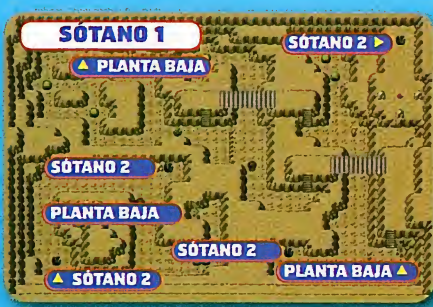 SÓTANO 1
SÓTANO 2 ▶
▲ PLANTA BAJA
SÓTANO 2
PLANTA BAJA
SÓTANO 2
PLANTA BAJA ▲
▲ SÓTANO 2